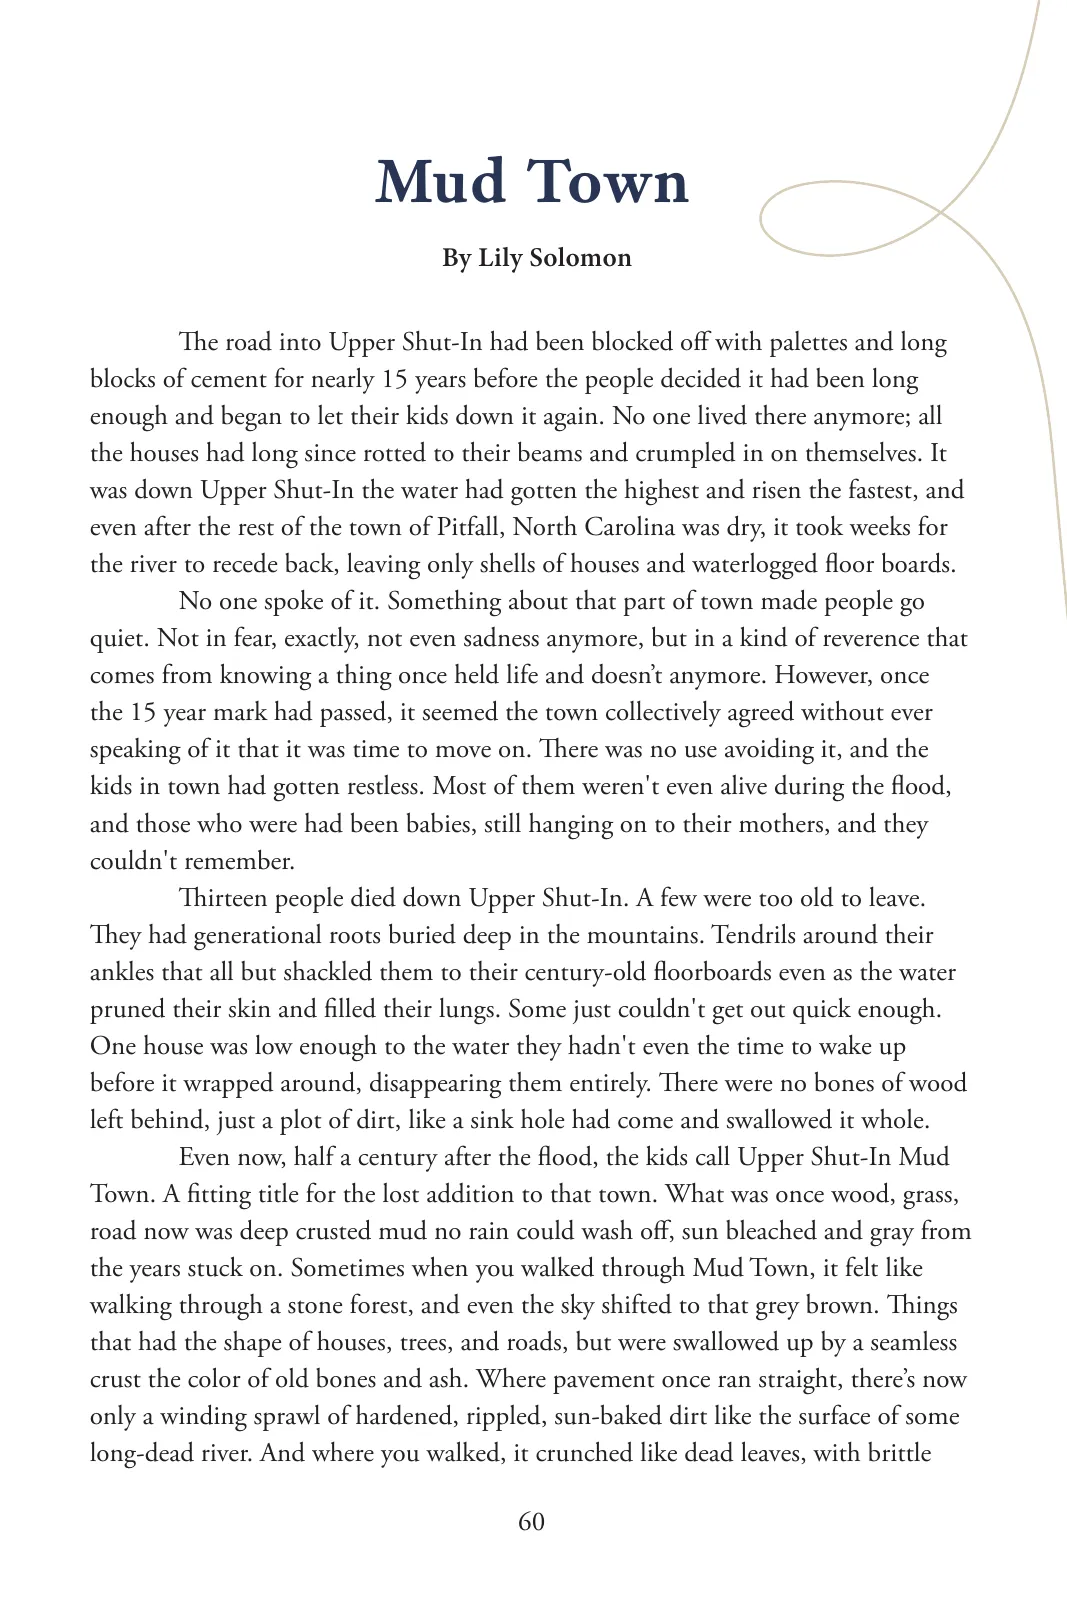 Mud Town
By Lily Solomon
The road into Upper Shut-In had been blocked off with palettes and long
blocks of cement for nearly 15 years before the people decided it had been long
enough and began to let their kids down it again. No one lived there anymore; all
the houses had long since rotted to their beams and crumpled in on themselves. It
was down Upper Shut-In the water had gotten the highest and risen the fastest, and
even after the rest of the town of Pitfall, North Carolina was dry, it took weeks for
the river to recede back, leaving only shells of houses and waterlogged floor boards.
No one spoke of it. Something about that part of town made people go
quiet. Not in fear, exactly, not even sadness anymore, but in a kind of reverence that
comes from knowing a thing once held life and doesn’t anymore. However, once
the 15 year mark had passed, it seemed the town collectively agreed without ever
speaking of it that it was time to move on. There was no use avoiding it, and the
kids in town had gotten restless. Most of them weren't even alive during the flood,
and those who were had been babies, still hanging on to their mothers, and they
couldn't remember.
Thirteen people died down Upper Shut-In. A few were too old to leave.
They had generational roots buried deep in the mountains. Tendrils around their
ankles that all but shackled them to their century-old floorboards even as the water
pruned their skin and filled their lungs. Some just couldn't get out quick enough.
One house was low enough to the water they hadn't even the time to wake up
before it wrapped around, disappearing them entirely. There were no bones of wood
left behind, just a plot of dirt, like a sink hole had come and swallowed it whole.
Even now, half a century after the flood, the kids call Upper Shut-In Mud
Town. A fitting title for the lost addition to that town. What was once wood, grass,
road now was deep crusted mud no rain could wash off, sun bleached and gray from
the years stuck on. Sometimes when you walked through Mud Town, it felt like
walking through a stone forest, and even the sky shifted to that grey brown. Things
that had the shape of houses, trees, and roads, but were swallowed up by a seamless
crust the color of old bones and ash. Where pavement once ran straight, there’s now
only a winding sprawl of hardened, rippled, sun-baked dirt like the surface of some
long-dead river. And where you walked, it crunched like dead leaves, with brittle
60